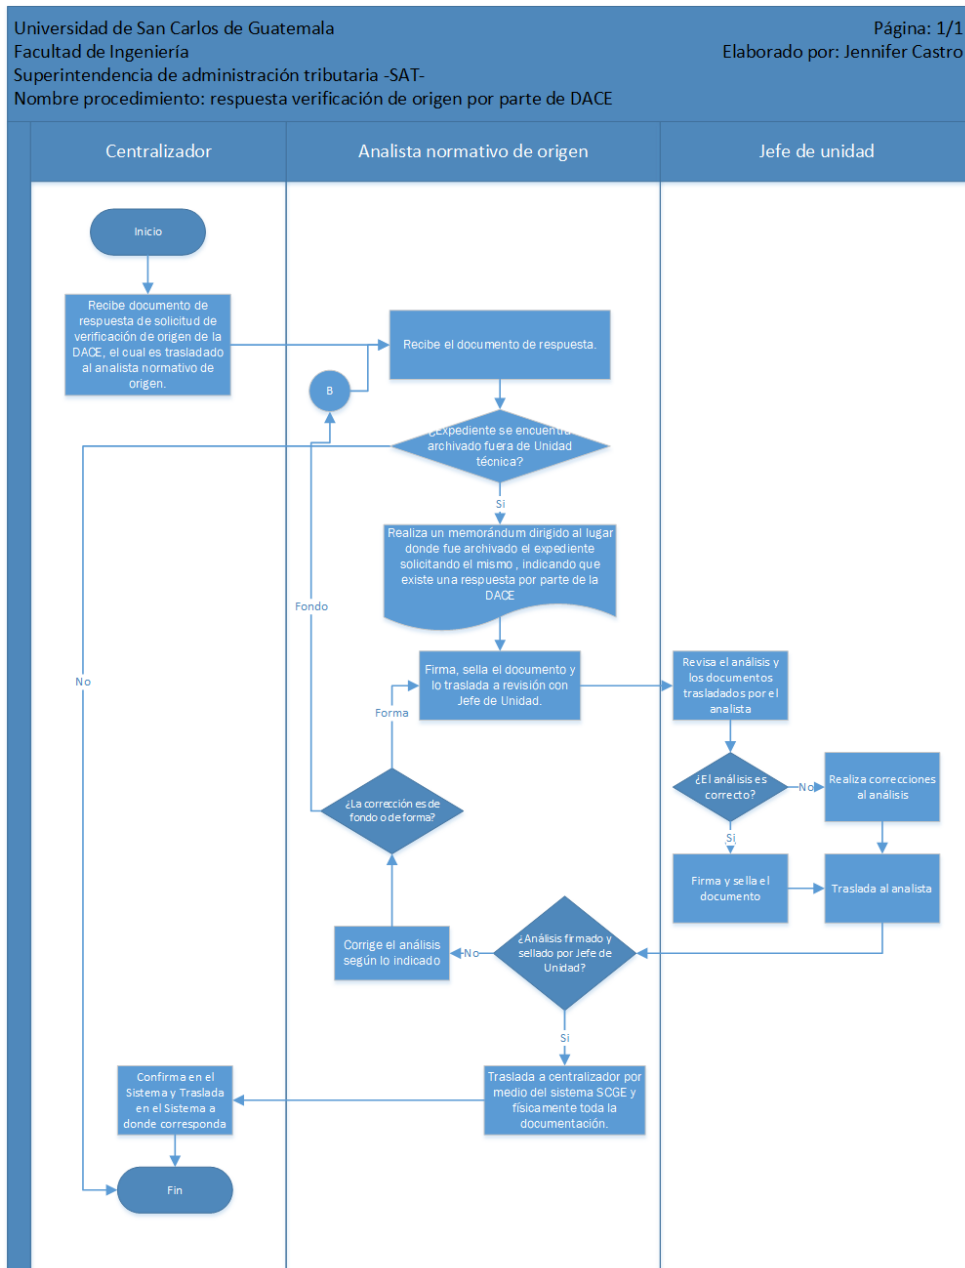 Universidad de San Carlos de Guatemala
Página: 1/1
Facultad de Ingeniería
Elaborado por: Jennifer Castro
Superintendencia de administración tributaria -SAT-
Nombre procedimiento: respuesta verificación de origen por parte de DACE
Centralizador
Analista normativo de origen
Jefe de unidad
Inicio
Recibe documento de
respuesta de solicitud de
verificación de origen de la
DACE, el cual es trasladado
al analista normativo de
origen.
Recibe el documento de respuesta.
B
¿Expediente se encuentra
archivado fuera de Unidad
técnica?
Si
Realiza un memorándum dirigido al lugar
donde fue archivado el expediente
solicitando el mismo , indicando que
existe una respuesta por parte de la
DACE
Fondo
No
Firma, sella el documento y
lo traslada a revisión con
Jefe de Unidad.
Revisa el análisis y
los documentos
trasladados por el
analista
Forma
¿La corrección es de
fondo o de forma?
¿El análisis es
correcto?
No
Realiza correcciones
al análisis
Si
Firma y sella el
documento
Traslada al analista
¿Análisis firmado y
sellado por Jefe de
Unidad?
No
Corrige el análisis
según lo indicado
Si
Traslada a centralizador por
medio del sistema SCGE y
físicamente toda la
documentación.
Confirma en el
Sistema y Traslada
en el Sistema a
donde corresponda
Fin